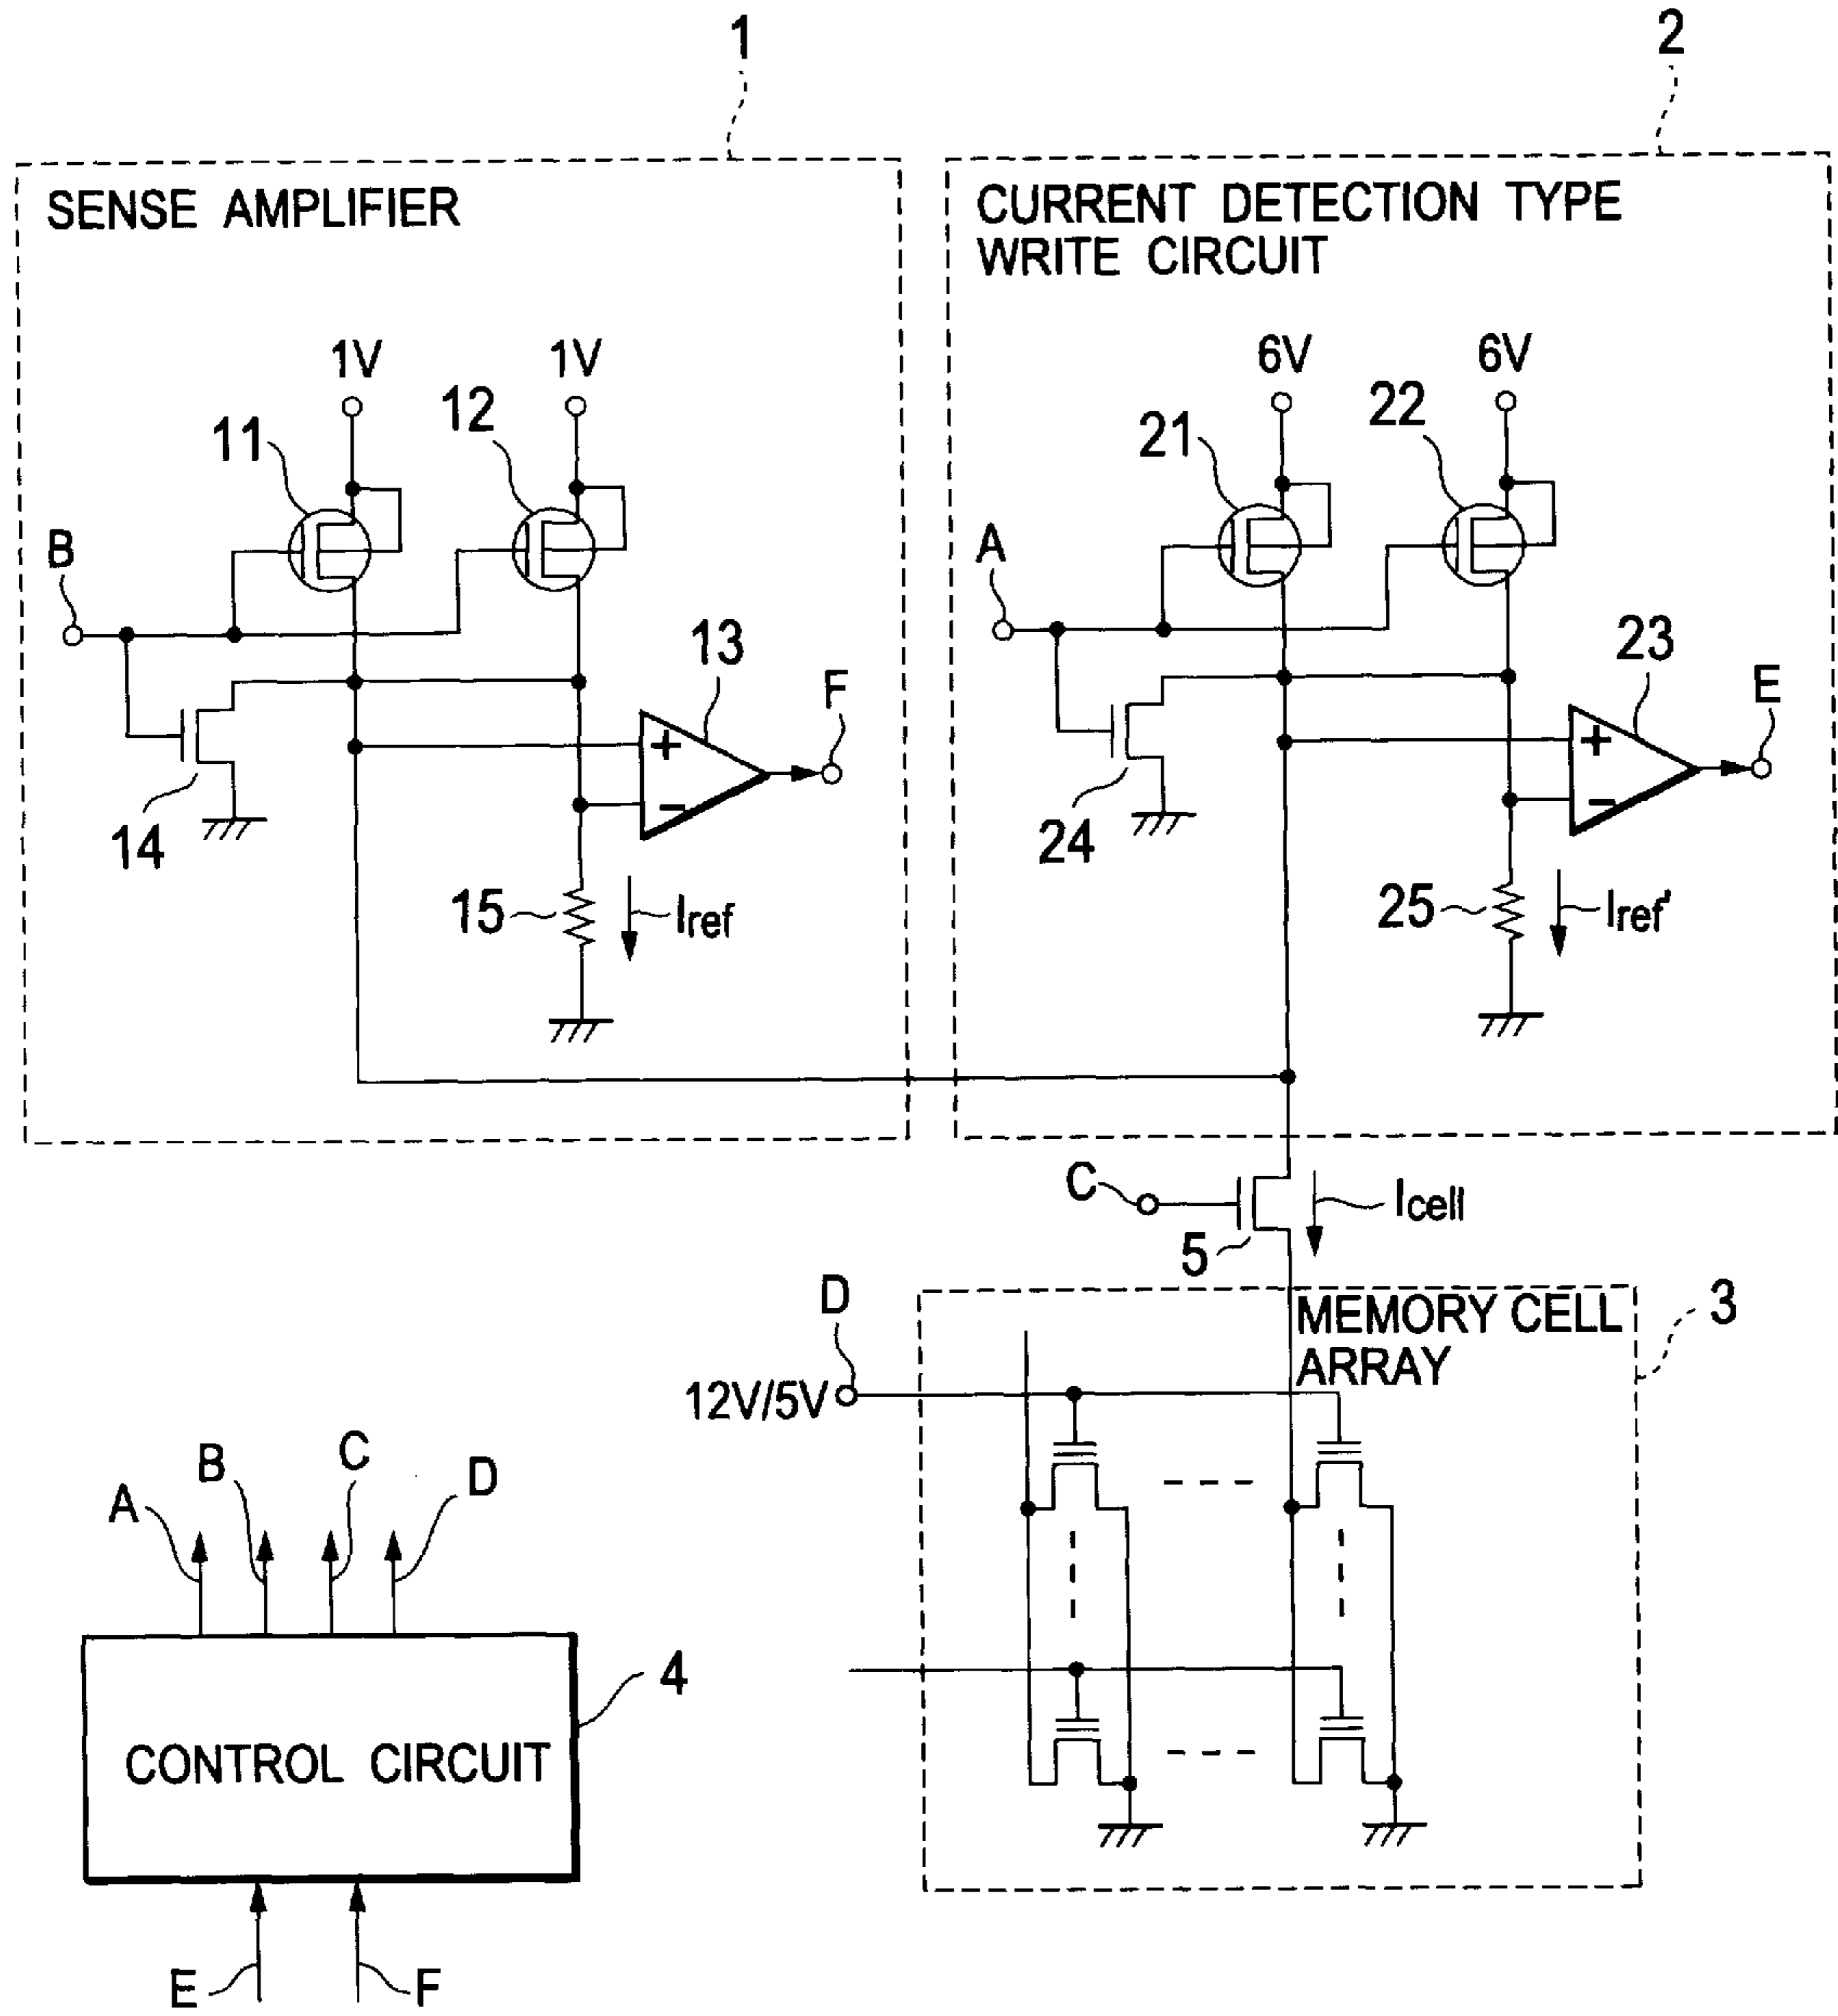 1
2
SENSE AMPLIFIER
CURRENT DETECTION TYPE
WRITE CIRCUIT
1V
1V
6V
6V
11
12
21
22
B
A
13
F
23
E
14
24
15
Iref
25
Iref'
C
Icell
5
D
MEMORY CELL
ARRAY
3
12V/5V
A
B
C
D
4
CONTROL CIRCUIT
E
F